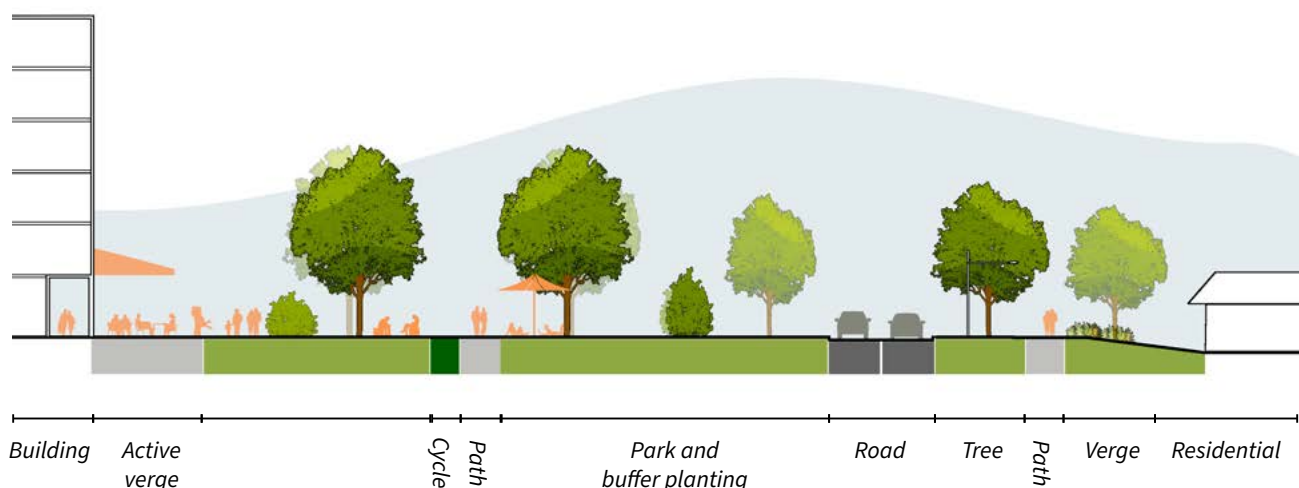 Building
Active
verge
Cycle
Path
Park and
buffer planting
Road
Tree
Path
Verge
Residential